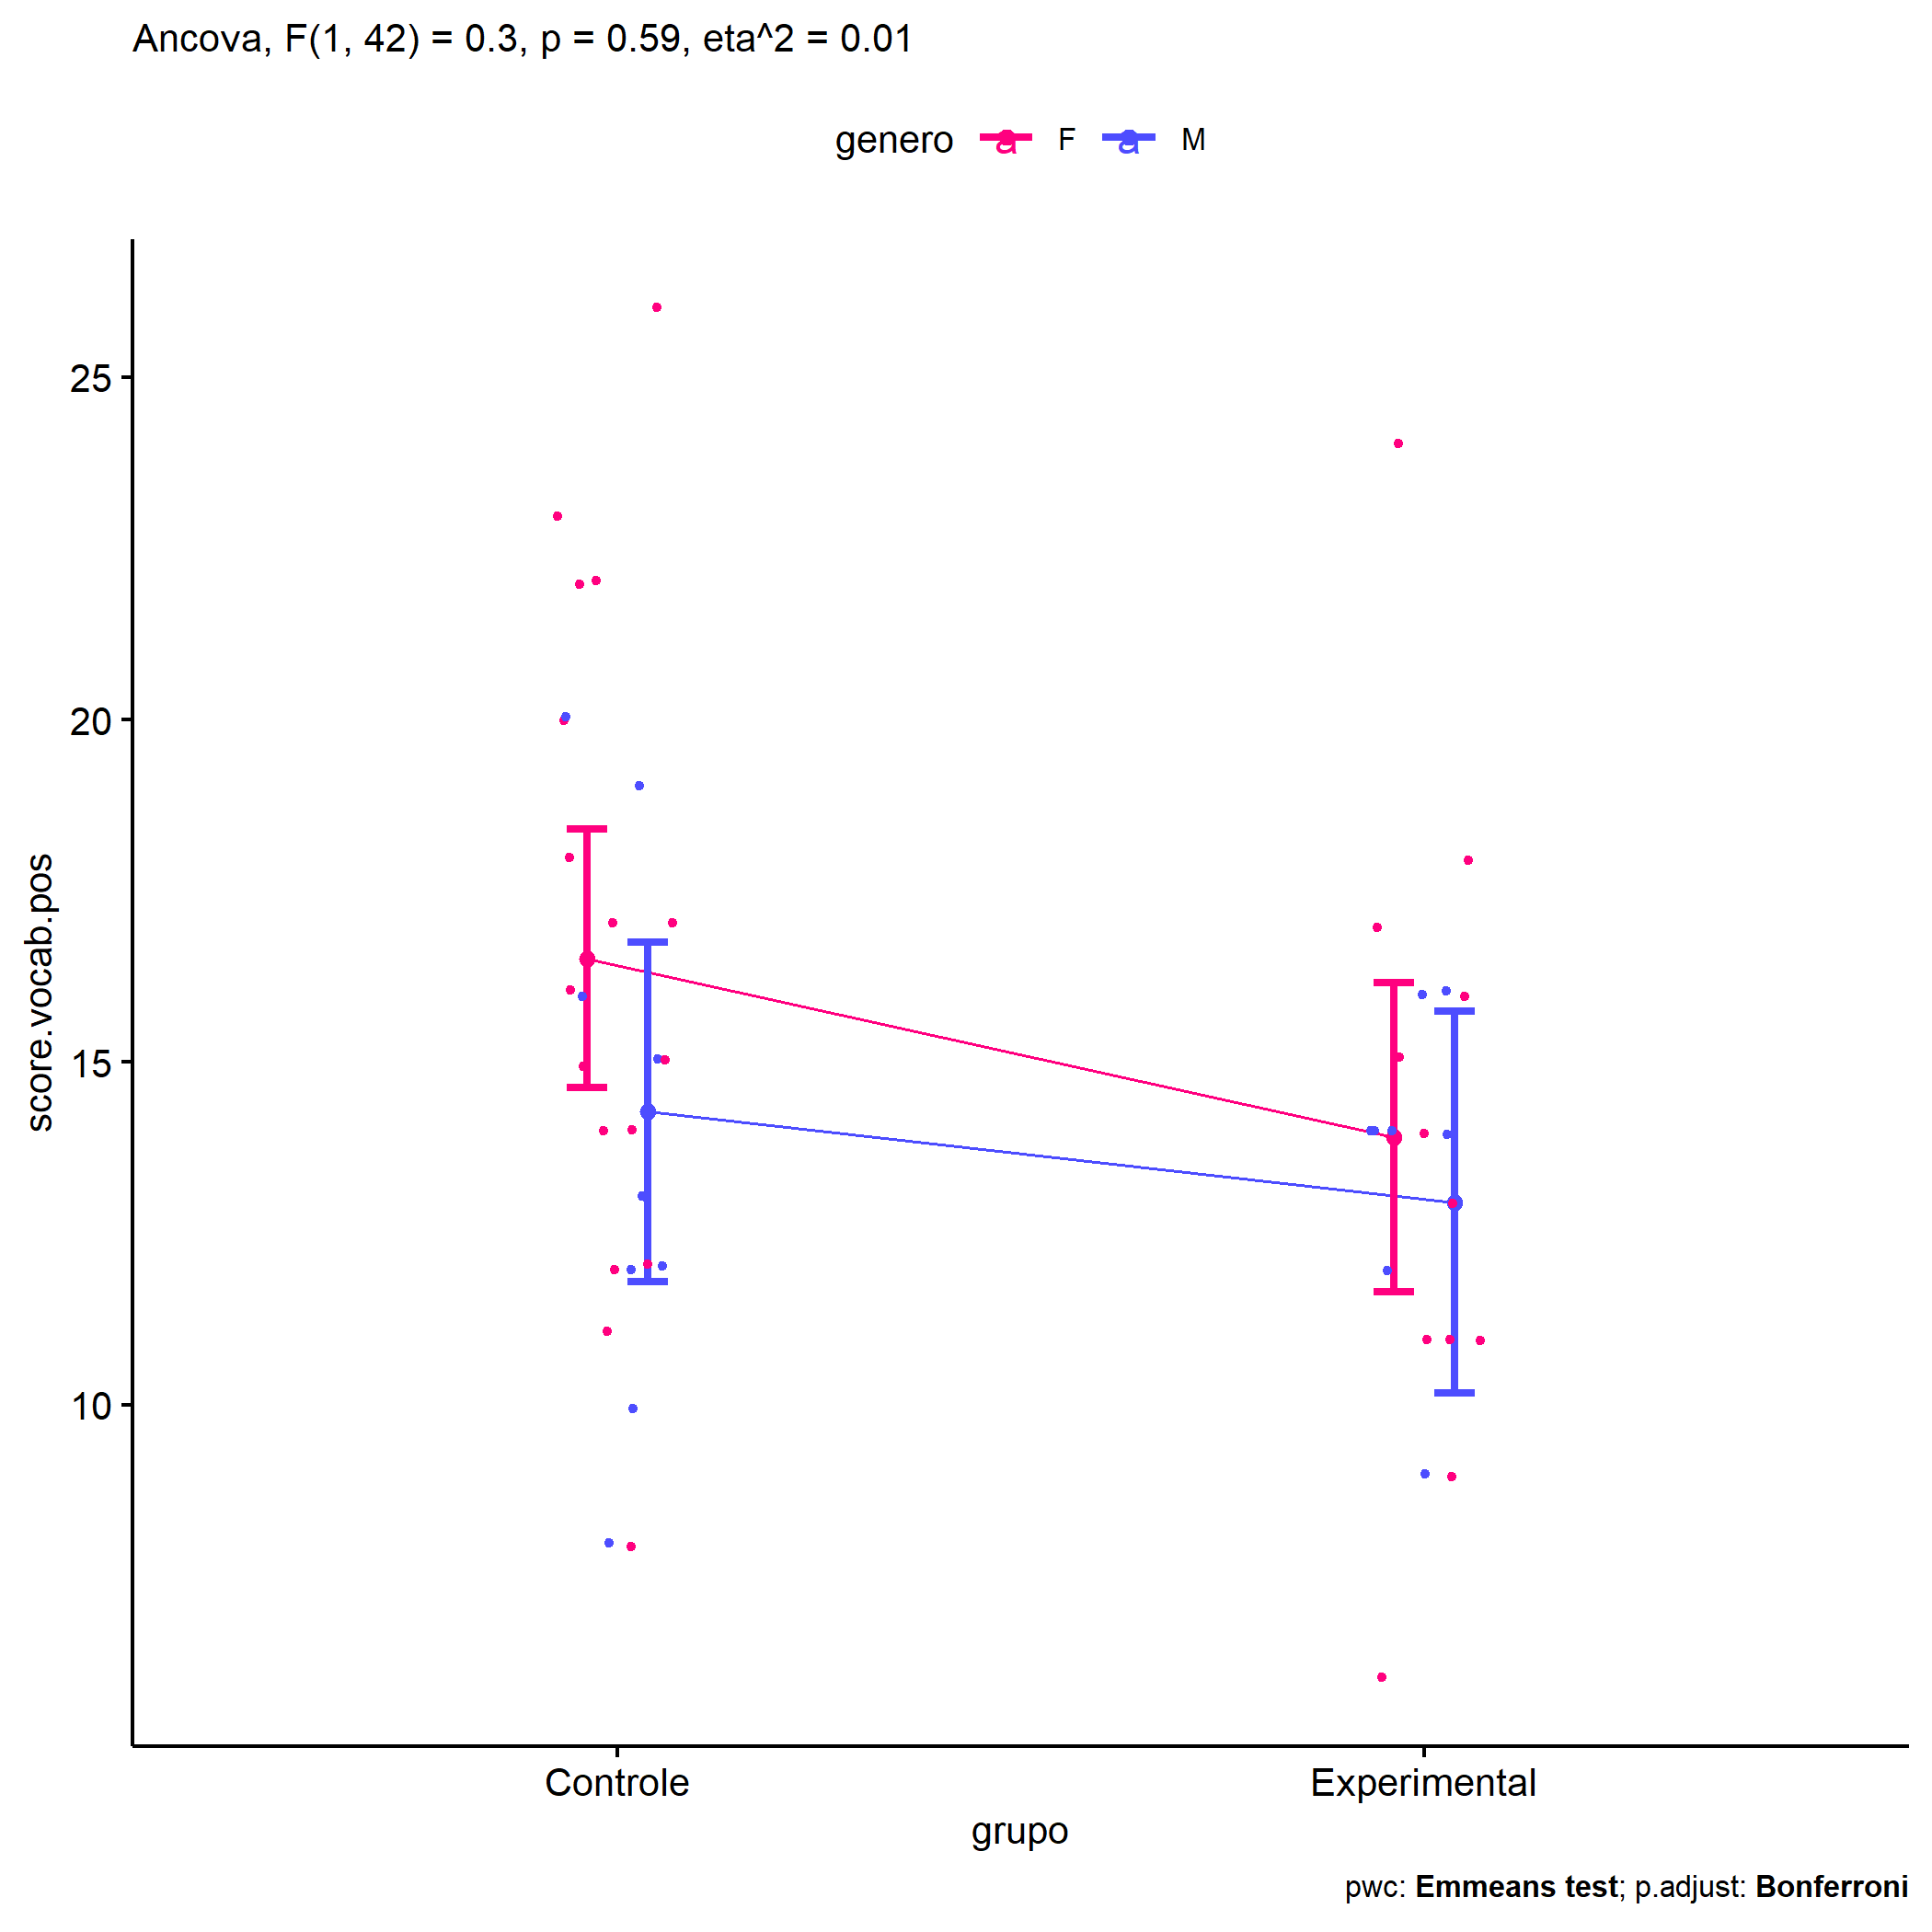 Ancova, F(1, 42) = 0.3, p = 0.59, eta^2 = 0.01
genero a F a M
25
20
15
10
score.vocab.pos
Controle Experimental
grupo
pwc: Emmeans test; p.adjust: Bonferroni